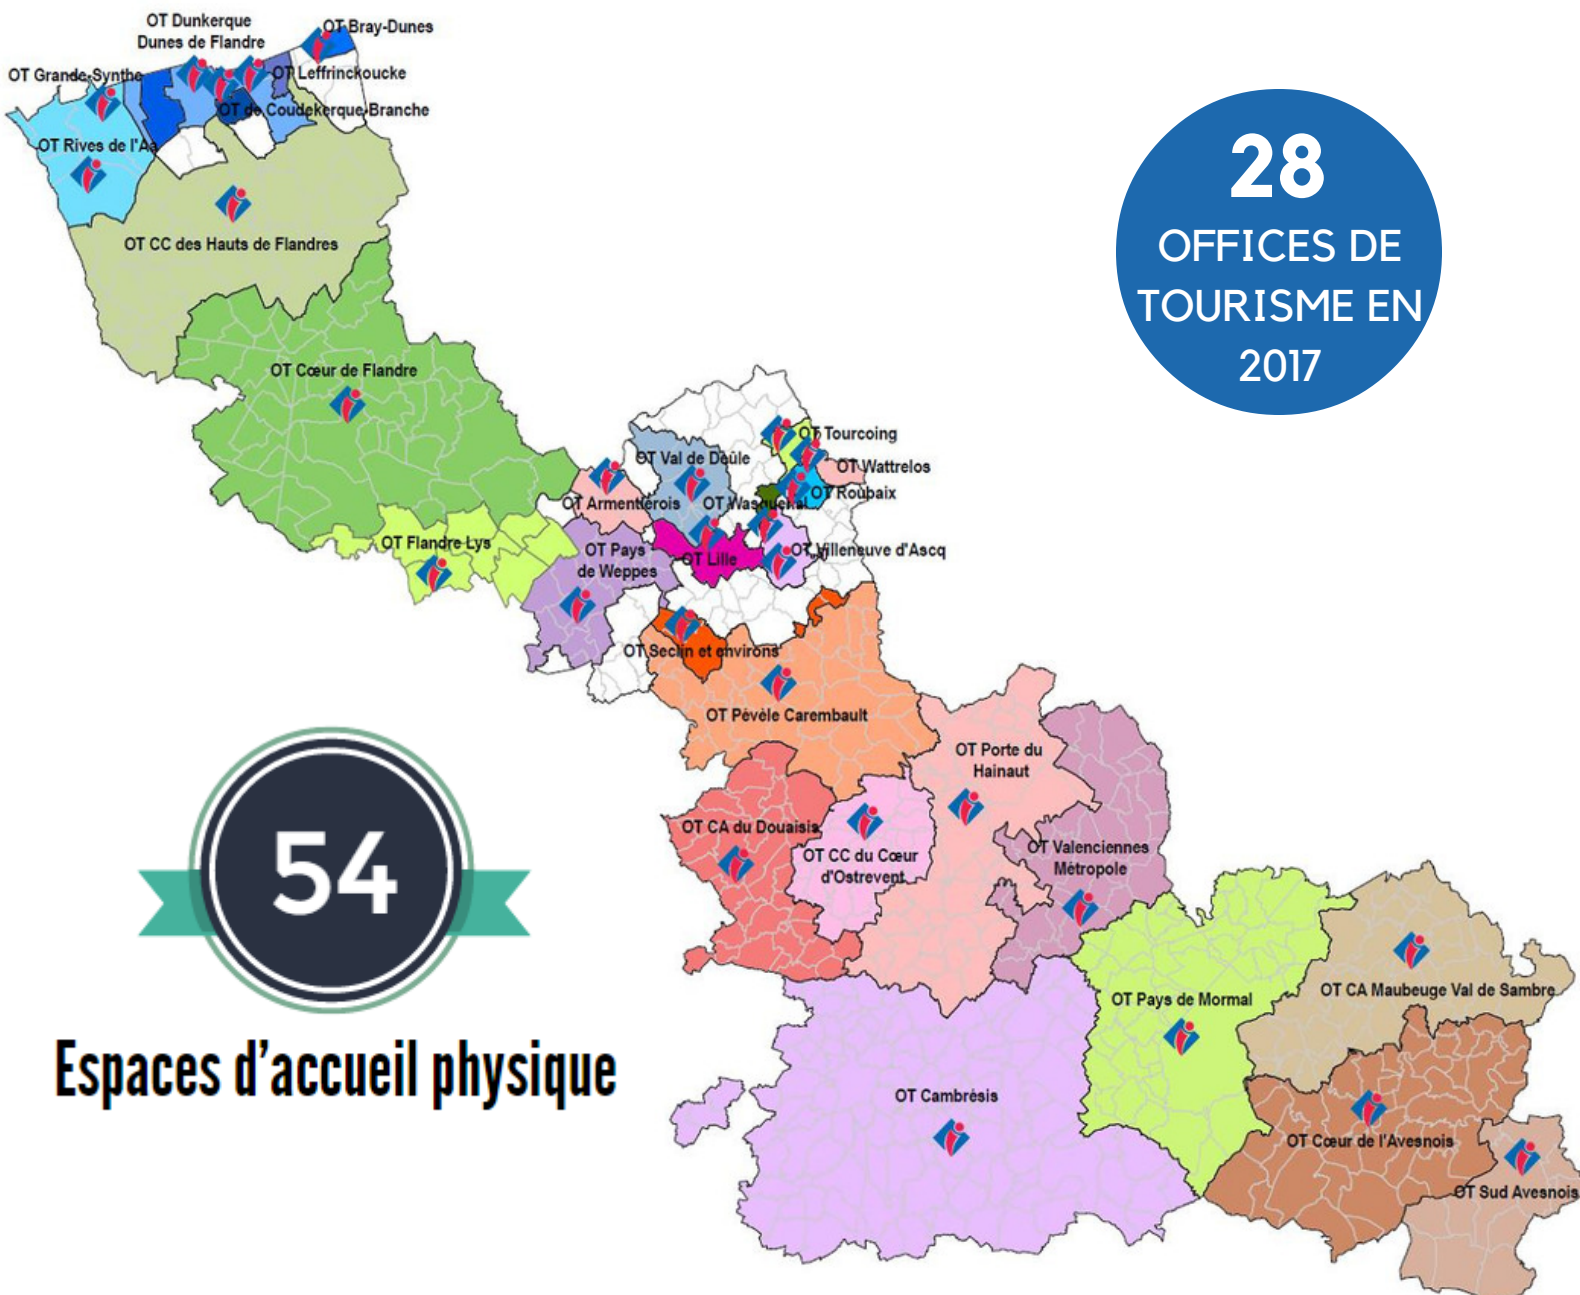 OT Dunkerque
Dunes de Flandre
OT Bray-Dunes
OT Grande-Synthe
OT Leffrinckoucke
OT de Coudekerque-Branche
OT Rives de l'Aa
OT CC des Hauts de Flandres
28
OFFICES DE
TOURISME EN
2017
OT Cœur de Flandre
OT Tourcoing
OT Val de Deûle
OT Wattrelos
OT Roubaix
OT Armentiérois
OT Wasquehal
OT Flandre Lys
OT Pays
de Weppes
OT Lille
OT Villeneuve d'Ascq
OT Seclin et environs
OT Pévèle Carembault
OT Porte du
Hainaut
OT CA du Douaisis
OT CC du Cœur
d'Ostrevent
OT Valenciennes
Métropole
54
Espaces d'accueil physique
OT Pays de Mormal
OT CA Maubeuge Val de Sambre
OT Cambrésis
OT Cœur de l'Avesnois
OT Sud Avesnois